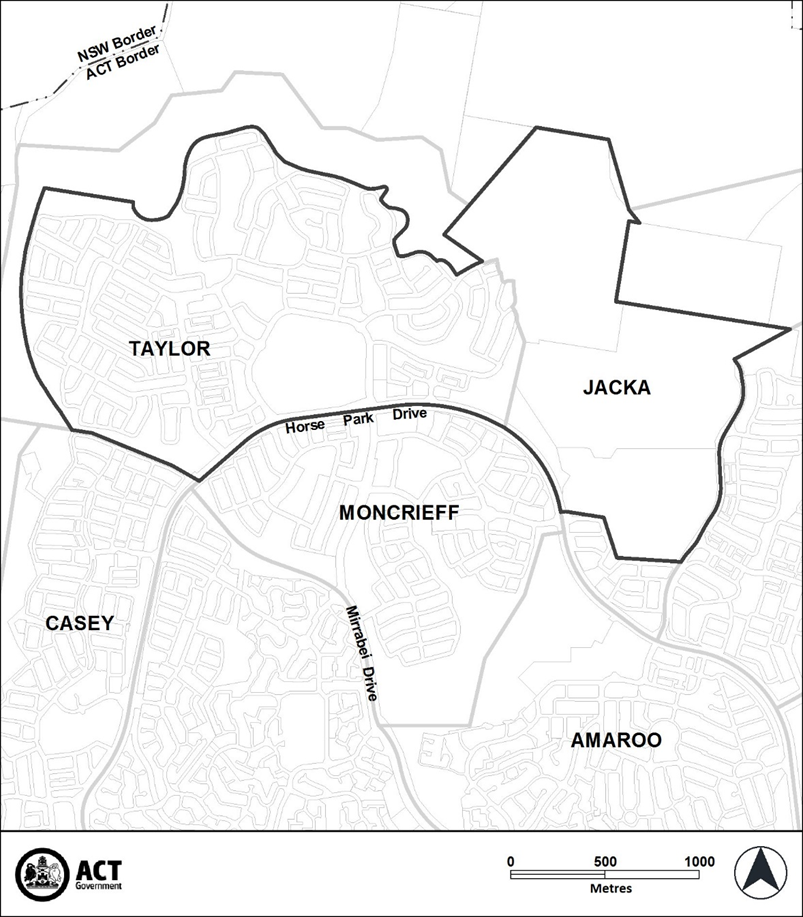 NSW Border
ACT Border
TAYLOR
JACKA
Horse Park Drive
MONCRIEFF
CASEY
Mirrabei Drive
AMAROO
ACT
Government
0 500 1000
Metres